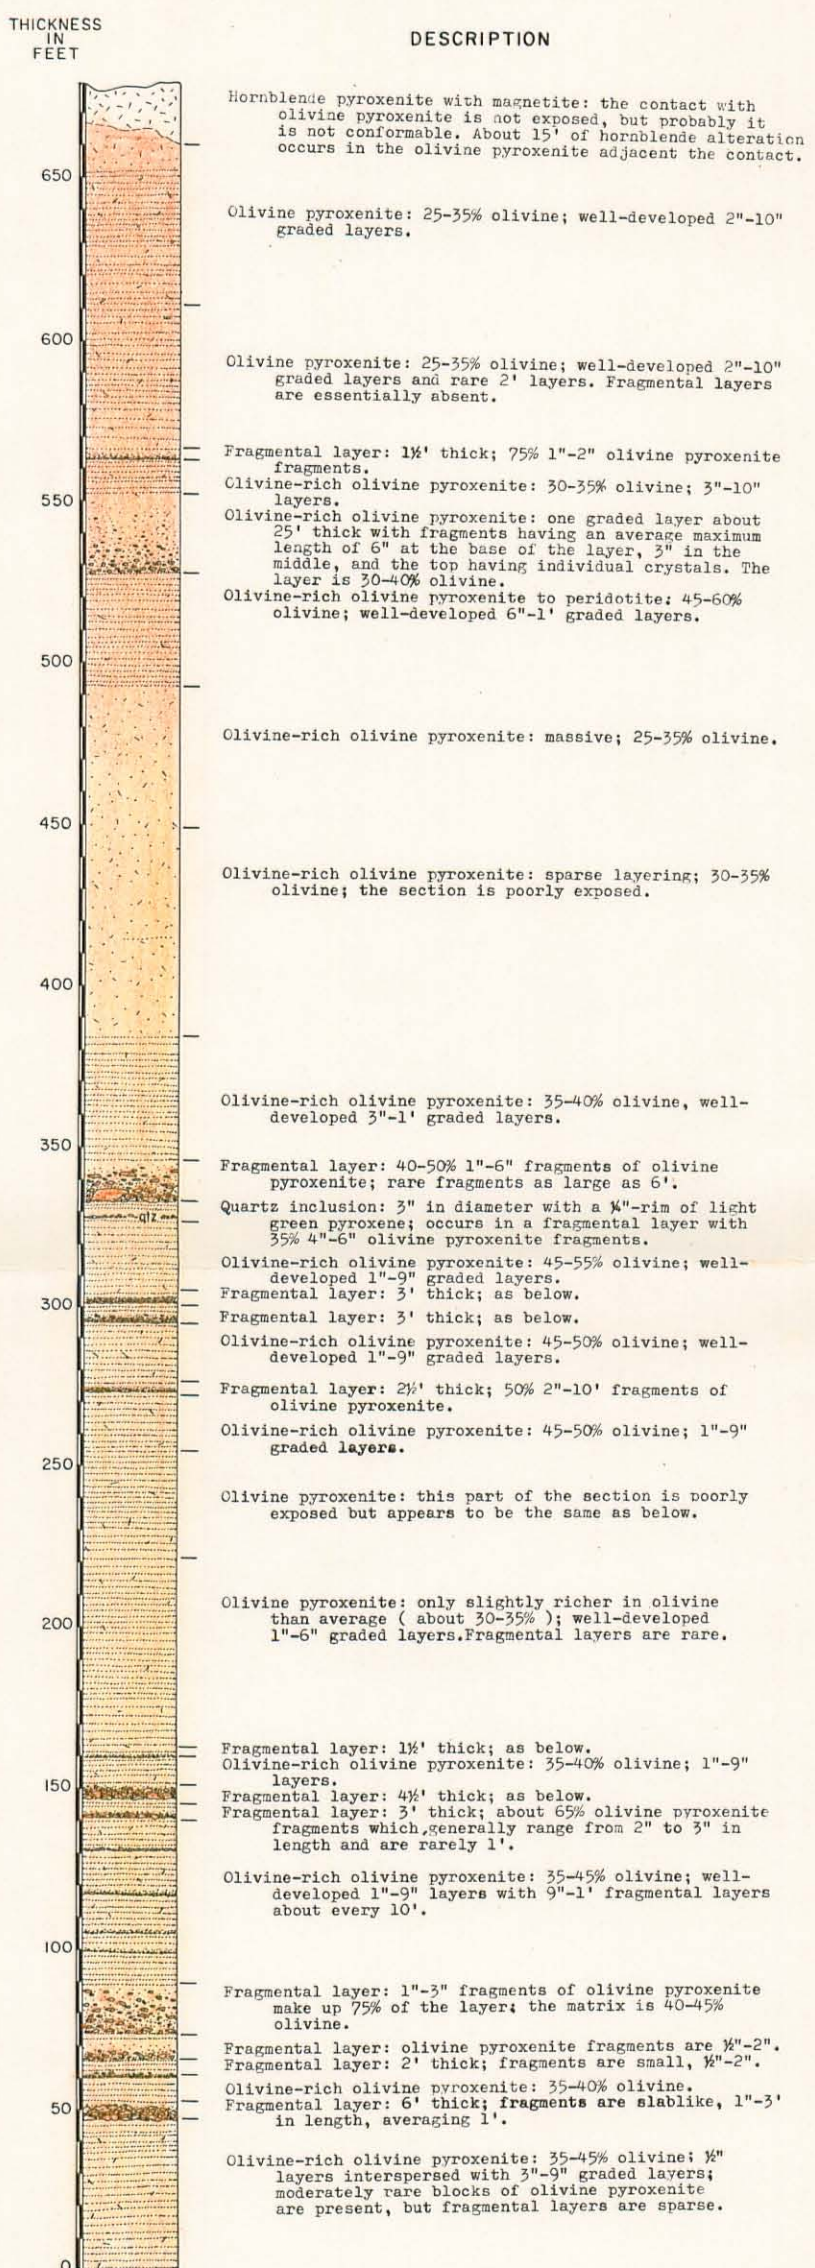 THICKNESS
IN
FEET
DESCRIPTION
Hornblende pyroxenite with magnetite: the contact with
olivine pyroxenite is not exposed, but probably it
is not conformable. About 15' of hornblende alteration
occurs in the olivine pyroxenite adjacent the contact.
650
Olivine pyroxenite: 25-35% olivine; well-developed 2"-10"
graded layers.
600
Olivine pyroxenite: 25-35% olivine; well-developed 2"-10"
graded layers and rare 2' layers. Fragmental layers
are essentially absent.
Fragmental layer: 1½' thick; 75% 1"-2" olivine pyroxenite
fragments.
Olivine-rich olivine pyroxenite: 30-35% olivine; 3"-10"
layers.
550
Olivine-rich olivine pyroxenite: one graded layer about
25' thick with fragments having an average maximum
length of 6" at the base of the layer, 3" in the
middle, and the top having individual crystals. The
layer is 30-40% olivine.
Olivine-rich olivine pyroxenite to peridotite: 45-60%
olivine; well-developed 6"-1' graded layers.
500
Olivine-rich olivine pyroxenite: massive; 25-35% olivine.
450
Olivine-rich olivine pyroxenite: sparse layering; 30-35%
olivine; the section is poorly exposed.
400
Olivine-rich olivine pyroxenite: 35-40% olivine, well-
developed 3"-1' graded layers.
350
Fragmental layer: 40-50% 1"-6" fragments of olivine
pyroxenite; rare fragments as large as 6'.
Quartz inclusion: 3" in diameter with a ¼"-rim of light
green pyroxene; occurs in a fragmental layer with
35% 4"-6" olivine pyroxenite fragments.
qtz
Olivine-rich olivine pyroxenite: 45-55% olivine; well-
developed 1"-9" graded layers.
Fragmental layer: 3' thick; as below.
300
Fragmental layer: 3' thick; as below.
Olivine-rich olivine pyroxenite: 45-50% olivine; well-
developed 1"-9" graded layers.
Fragmental layer: 2½' thick; 50% 2"-10' fragments of
olivine pyroxenite.
Olivine-rich olivine pyroxenite: 45-50% olivine; 1"-9"
graded layers.
250
Olivine pyroxenite: this part of the section is poorly
exposed but appears to be the same as below.
Olivine pyroxenite: only slightly richer in olivine
than average ( about 30-35% ); well-developed
1"-6" graded layers.Fragmental layers are rare.
200
Fragmental layer: 1½' thick; as below.
Olivine-rich olivine pyroxenite: 35-40% olivine; 1"-9"
layers.
150
Fragmental layer: 4½' thick; as below.
Fragmental layer: 3' thick; about 65% olivine pyroxenite
fragments which generally range from 2" to 3" in
length and are rarely 1'.
Olivine-rich olivine pyroxenite: 35-45% olivine; well-
developed 1"-9" layers with 9"-1' fragmental layers
about every 10'.
100
Fragmental layer: 1"-3" fragments of olivine pyroxenite
make up 75% of the layer; the matrix is 40-45%
olivine.
Fragmental layer: olivine pyroxenite fragments are ½"-2".
Fragmental layer: 2' thick; fragments are small, ½"-2".
Olivine-rich olivine pyroxenite: 35-40% olivine.
50
Fragmental layer: 6' thick; fragments are slablike, 1"-3'
in length, averaging 1'.
Olivine-rich olivine pyroxenite: 35-45% olivine; ½"
layers interspersed with 3"-9" graded layers;
moderately rare blocks of olivine pyroxenite
are present, but fragmental layers are sparse.
0